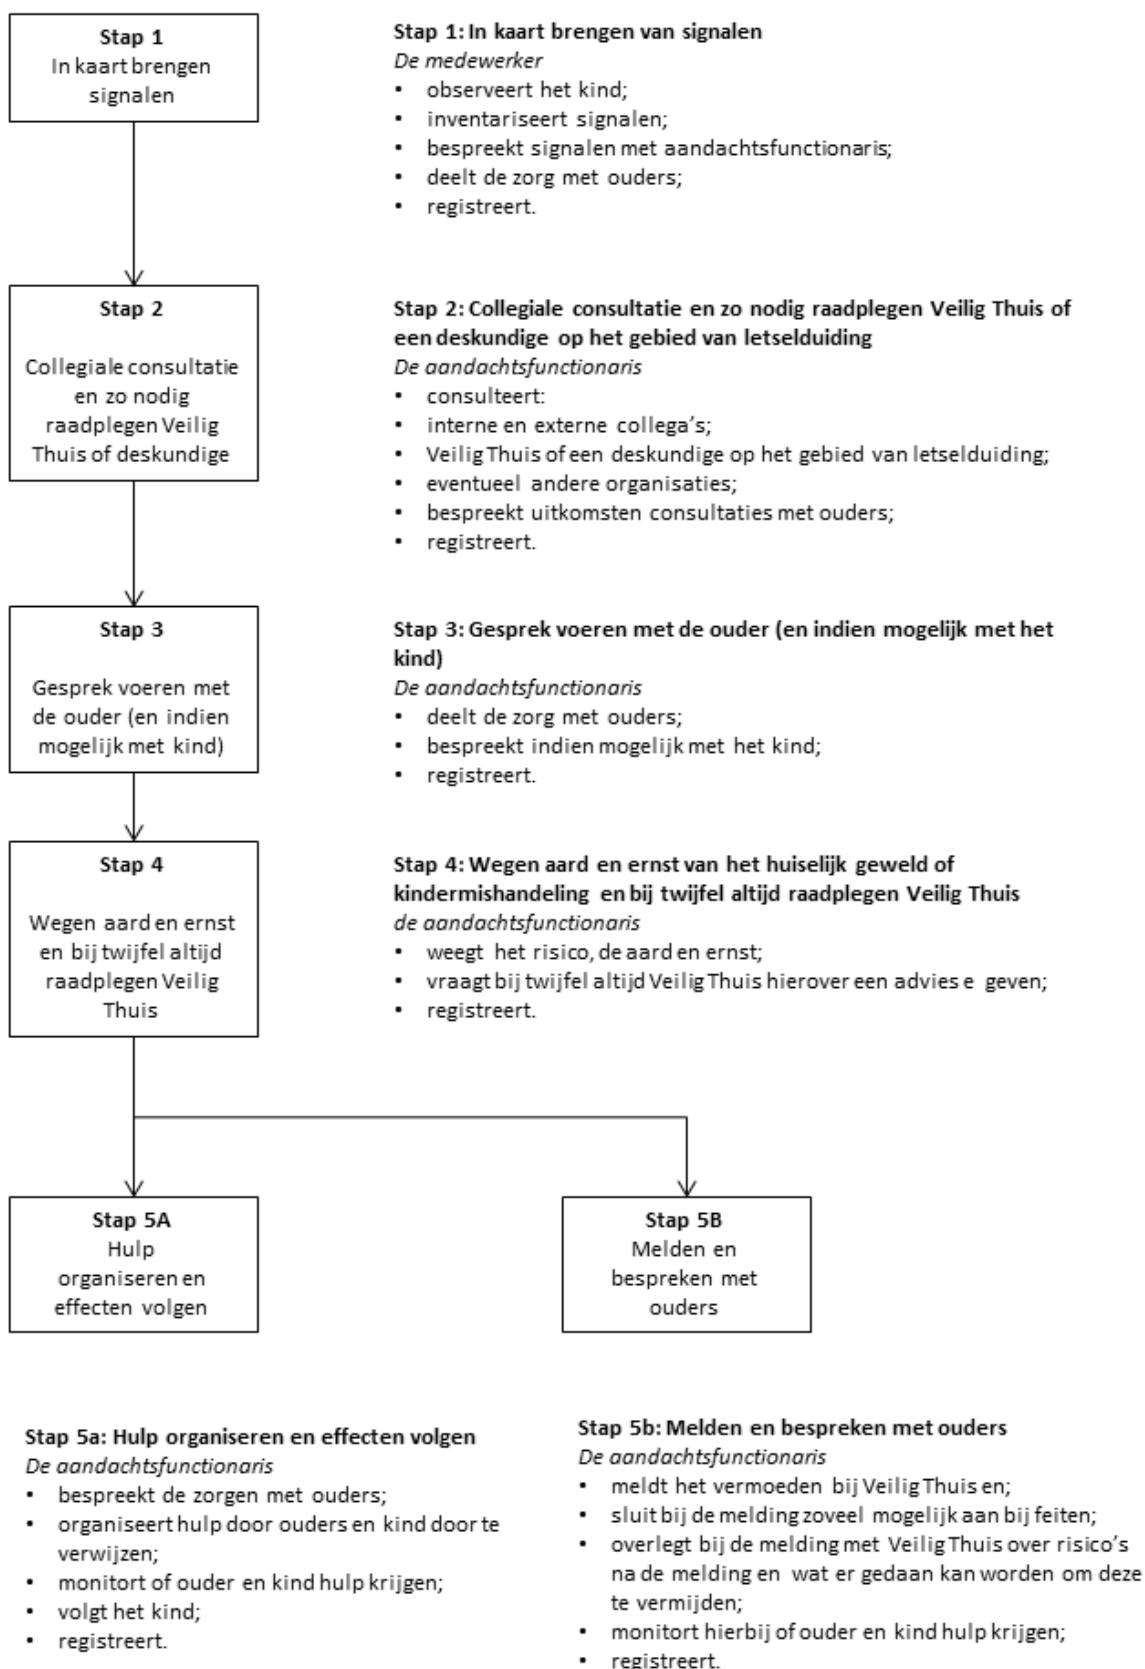 Stap 1
In kaart brengen
signalen
Stap 1: In kaart brengen van signalen
De medewerker
• observeert het kind;
• inventariseert signalen;
• bespreekt signalen met aandachtsfunctionaris;
• deelt de zorg met ouders;
• registreert.
Stap 2
Collegiale consultatie
en zo nodig
raadplegen Veilig
Thuis of deskundige
Stap 2: Collegiale consultatie en zo nodig raadplegen Veilig Thuis of
een deskundige op het gebied van letselduiding
De aandachtsfunctionaris
• consulteert:
• interne en externe collega's;
• Veilig Thuis of een deskundige op het gebied van letselduiding;
• eventueel andere organisaties;
• bespreekt uitkomsten consultaties met ouders;
• registreert.
Stap 3
Gesprek voeren met
de ouder (en indien
mogelijk met kind)
Stap 3: Gesprek voeren met de ouder (en indien mogelijk met het
kind)
De aandachtsfunctionaris
• deelt de zorg met ouders;
• bespreekt indien mogelijk met het kind;
• registreert.
Stap 4
Wegen aard en ernst
en bij twijfel altijd
raadplegen Veilig
Thuis
Stap 4: Wegen aard en ernst van het huiselijk geweld of
kindermishandeling en bij twijfel altijd raadplegen Veilig Thuis
de aandachtsfunctionaris
• weegt het risico, de aard en ernst;
• vraagt bij twijfel altijd Veilig Thuis hierover een advies e geven;
• registreert.
Stap 5A
Hulp
organiseren en
effecten volgen
Stap 5B
Melden en
bespreken met
ouders
Stap 5a: Hulp organiseren en effecten volgen
De aandachtsfunctionaris
• bespreekt de zorgen met ouders;
• organiseert hulp door ouders en kind door te
verwijzen;
• monitort of ouder en kind hulp krijgen;
• volgt het kind;
• registreert.
Stap 5b: Melden en bespreken met ouders
De aandachtsfunctionaris
• meldt het vermoeden bij Veilig Thuis en;
• sluit bij de melding zoveel mogelijk aan bij feiten;
• overlegt bij de melding met Veilig Thuis over risico's
na de melding en wat er gedaan kan worden om deze
te vermijden;
• monitort hierbij of ouder en kind hulp krijgen;
• registreert.